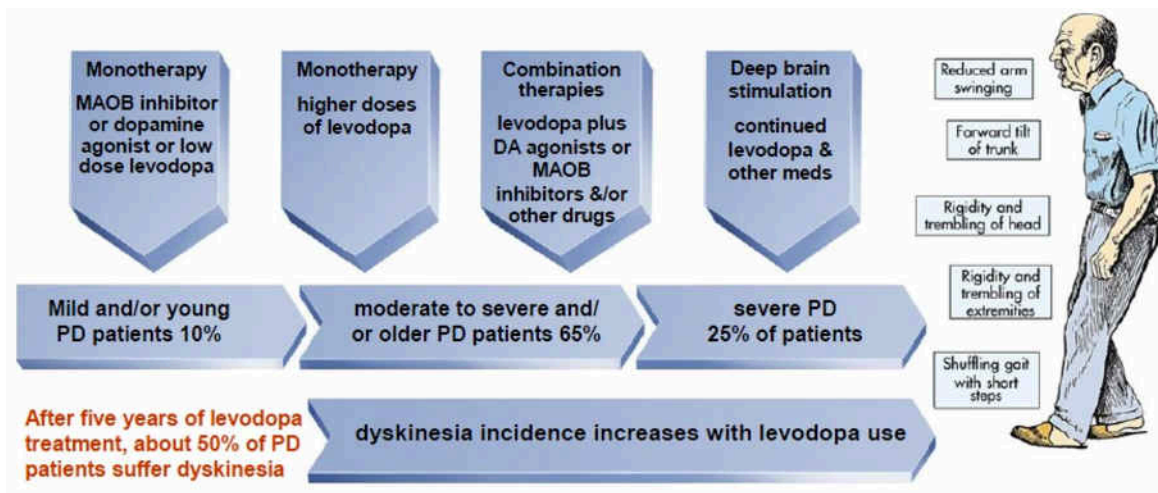 Monotherapy
MAOB inhibitor
or dopamine
agonist or low
dose levodopa
Monotherapy
higher doses
of levodopa
Combination
therapies
levodopa plus
DA agonists or
MAOB
inhibitors &/or
other drugs
Deep brain
stimulation
continued
levodopa &
other meds
Reduced arm
swinging
Forward tilt
of trunk
Rigidity and
trembling of head
Rigidity and
trembling of
extremities
Shuffling gait
with short
steps
Mild and/or young
PD patients 10%
moderate to severe and/
or older PD patients 65%
severe PD
25% of patients
After five years of levodopa
treatment, about 50% of PD
patients suffer dyskinesia
dyskinesia incidence increases with levodopa use